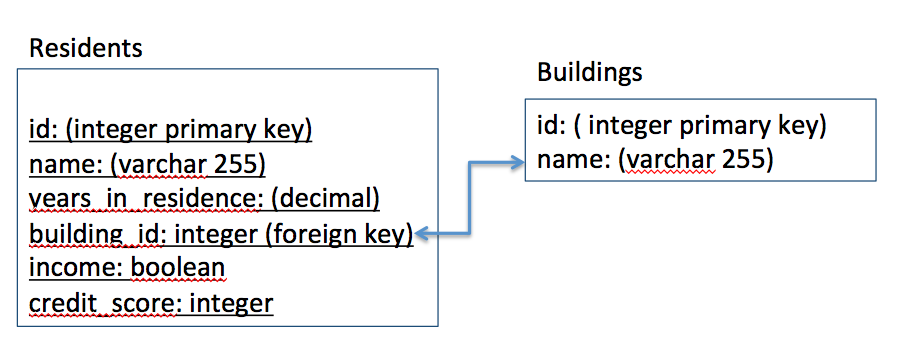 Residents
id: (integer primary key)
name: (varchar 255)
years_in_residence: (decimal)
building_id: integer (foreign key)
income: boolean
credit_score: integer
Buildings
id: ( integer primary key)
name: (varchar 255)